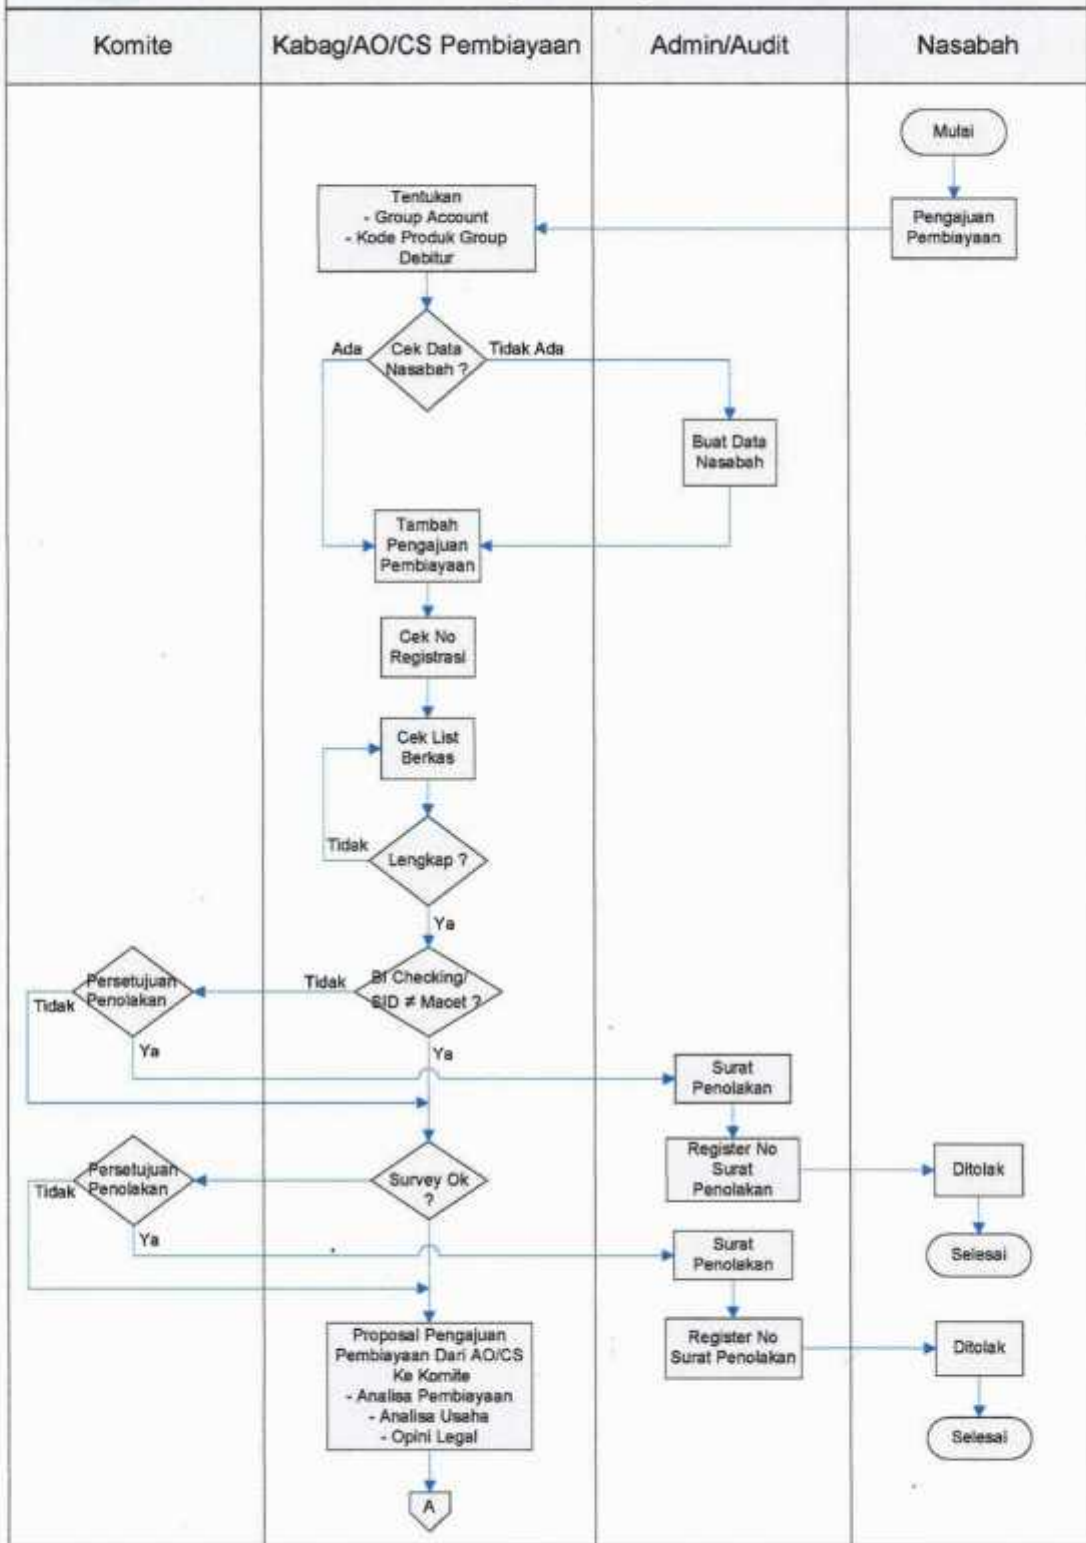 Komite
Kabag/AO/CS Pembiayaan
Admin/Audit
Nasabah
Mulai
Tentukan
- Group Account
- Kode Produk Group
Debitur
Pengajuan
Pembiayaan
Ada
Cek Data
Nasabah ?
Tidak Ada
Buat Data
Nasabah
Tambah
Pengajuan
Pembiayaan
Cek No
Registrasi
Cek List
Berkas
Tidak
Lengkap ?
Ya
Persetujuan
Penolakan
Tidak
BI Checking/
SID ≠ Macet ?
Tidak
Ya
Ya
Surat
Penolakan
Register No
Surat
Penolakan
Ditolak
Persetujuan
Penolakan
Tidak
Survey Ok
?
Ya
Surat
Penolakan
Selesai
Proposal Pengajuan
Pembiayaan Dari AO/CS
Ke Komite
- Analisa Pembiayaan
- Analisa Usaha
- Opini Legal
Register No
Surat Penolakan
Ditolak
Selesai
A